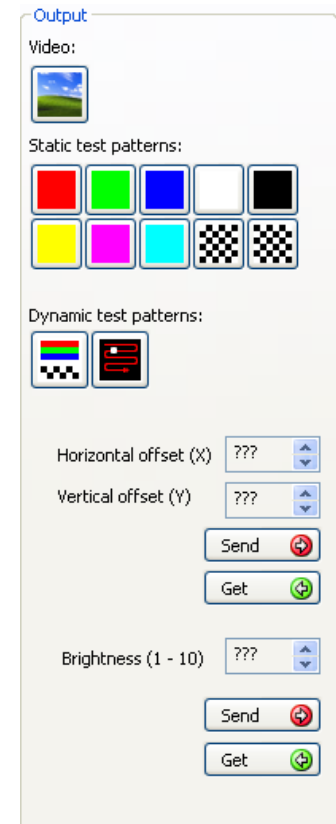 Output
Video:
Static test patterns:
Dynamic test patterns:
Horizontal offset (X) ???
Vertical offset (Y) ???
Send
Get
Brightness (1 - 10) ???
Send
Get